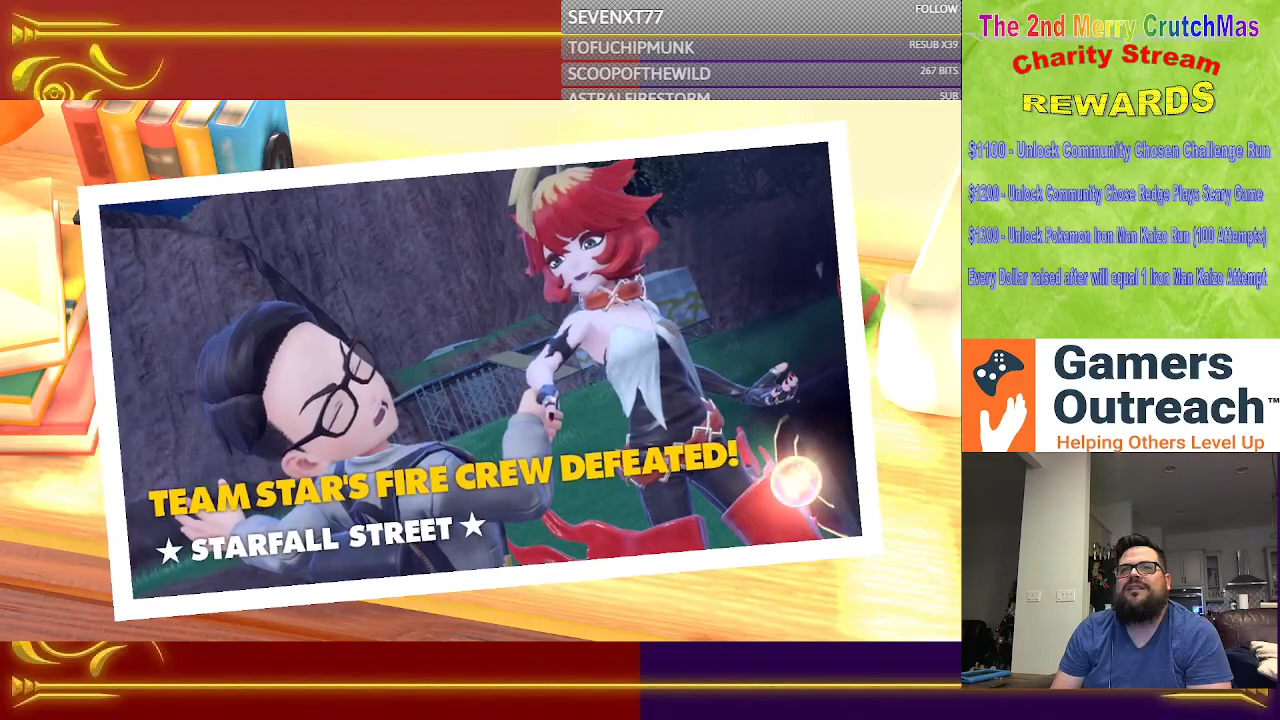 SEVENXT77
FOLLOW
TOFUCHIPMUNK
RESUB X39
SCOOPOFTHEWILD
267 BITS
ASTRALFIRESTORM
SUB
The 2nd Merry CrutchMas
Charity Stream
REWARDS
$1100 - Unlock Community Chosen Challenge Run
$1200 - Unlock Community Chose Redge Plays Scary Game
$1300 - Unlock Pokemon Iron Man Kaizo Run (100 Attempts)
Every Dollar raised after will equal 1 Iron Man Kaizo Attempt
Gamers
Outreach™
Helping Others Level Up
TEAM STAR'S FIRE CREW DEFEATED!
★ STARFALL STREET ★